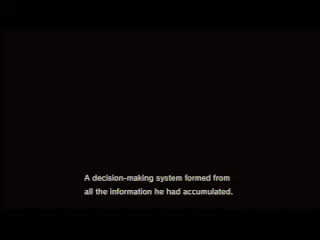 A decision-making system formed from
all the information he had accumulated.